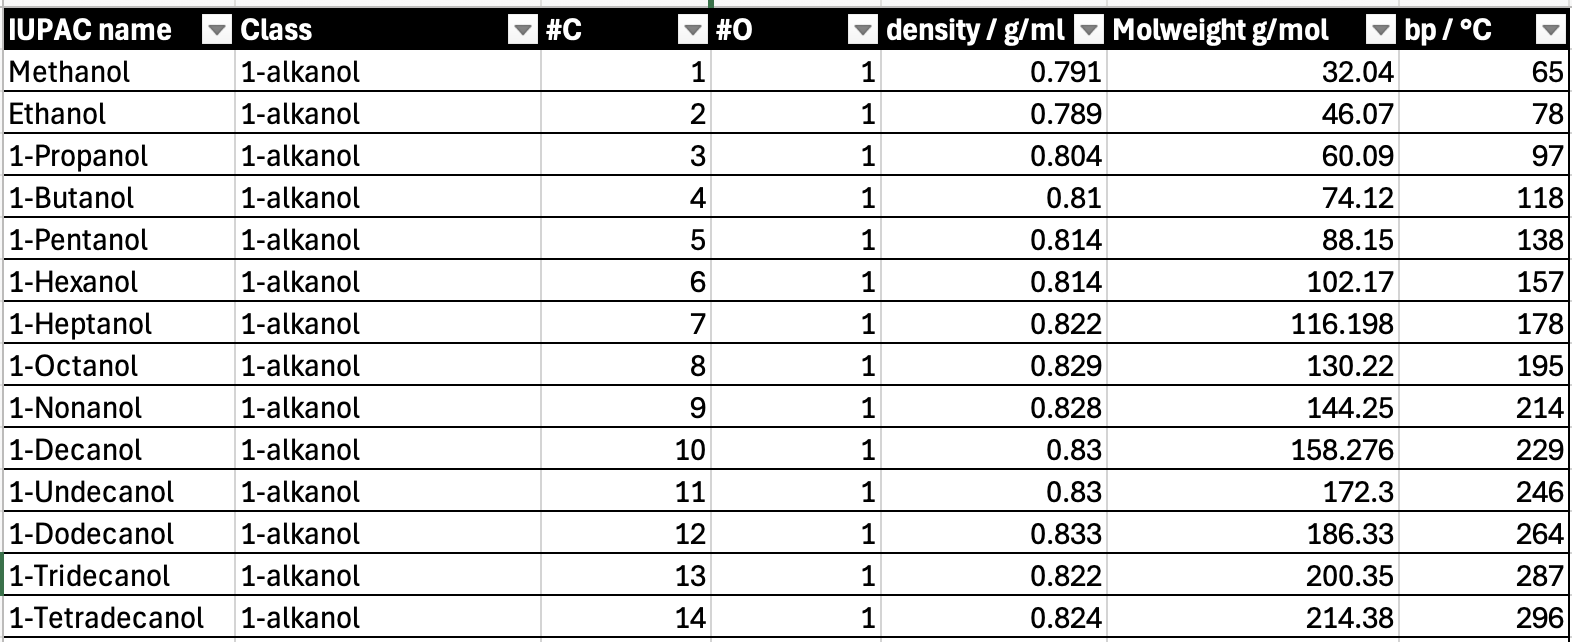 IUPAC name Class #C #O density / g/ml Molweight g/mol bp / °C
Methanol 1-alkanol 1 1 0.791 32.04 65
Ethanol 1-alkanol 2 1 0.789 46.07 78
1-Propanol 1-alkanol 3 1 0.804 60.09 97
1-Butanol 1-alkanol 4 1 0.81 74.12 118
1-Pentanol 1-alkanol 5 1 0.814 88.15 138
1-Hexanol 1-alkanol 6 1 0.814 102.17 157
1-Heptanol 1-alkanol 7 1 0.822 116.198 178
1-Octanol 1-alkanol 8 1 0.829 130.22 195
1-Nonanol 1-alkanol 9 1 0.828 144.25 214
1-Decanol 1-alkanol 10 1 0.83 158.276 229
1-Undecanol 1-alkanol 11 1 0.83 172.3 246
1-Dodecanol 1-alkanol 12 1 0.833 186.33 264
1-Tridecanol 1-alkanol 13 1 0.822 200.35 287
1-Tetradecanol 1-alkanol 14 1 0.824 214.38 296